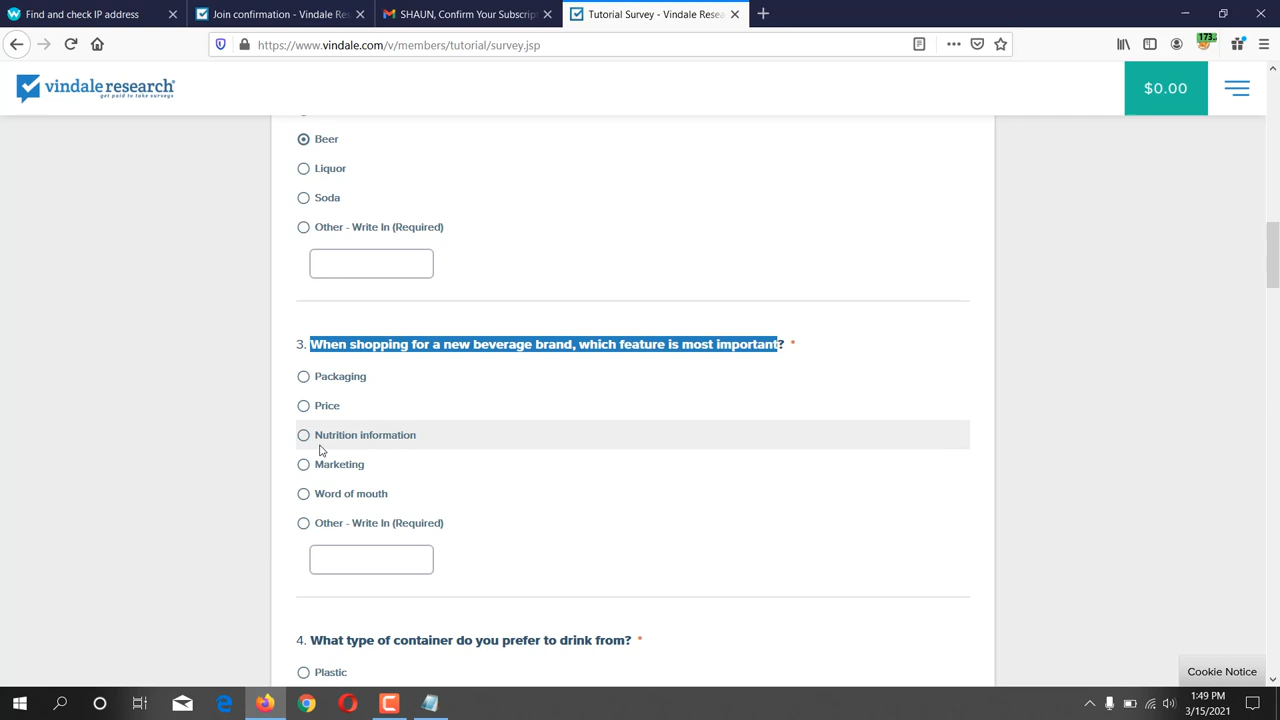 Find and check IP address
Join confirmation - Vindale Re
SHAUN, Confirm Your Subscript
Tutorial Survey - Vindale Resea
https://www.vindale.com/v/members/tutorial/survey.jsp
173
vindale research
get paid to take surveys
$0.00
Beer
Liquor
Soda
Other - Write In (Required)
3. When shopping for a new beverage brand, which feature is most important? *
Packaging
Price
Nutrition information
Marketing
Word of mouth
Other - Write In (Required)
4. What type of container do you prefer to drink from? *
Plastic
Cookie Notice
1:49 PM
3/15/2021